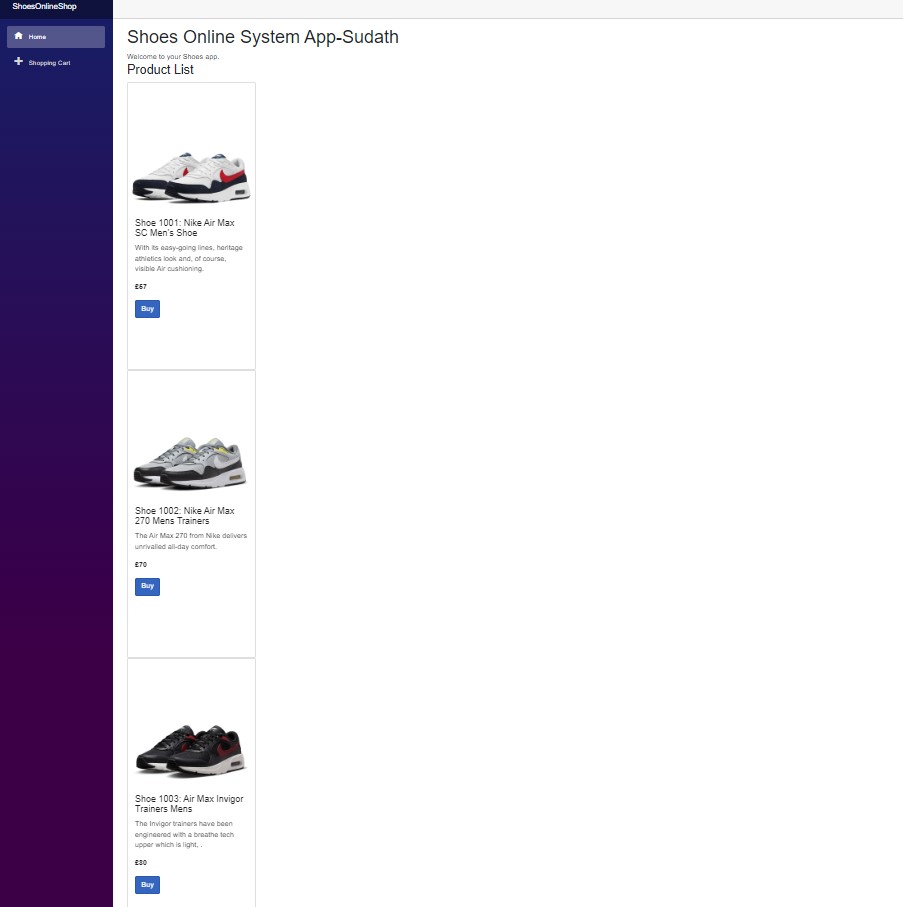 ShoesOnlineShop
Home
Shopping Cart
Shoes Online System App-Sudath
Welcome to your Shoes app.
Product List
Shoe 1001: Nike Air Max
SC Men's Shoe
With its easy-going lines, heritage
athletics look and, of course,
visible Air cushioning.
£67
Buy
Shoe 1002: Nike Air Max
270 Mens Trainers
The Air Max 270 from Nike delivers
unrivalled all-day comfort.
£70
Buy
Shoe 1003: Air Max Invigor
Trainers Mens
The Invigor trainers have been
engineered with a breathe tech
upper which is light, .
£80
Buy